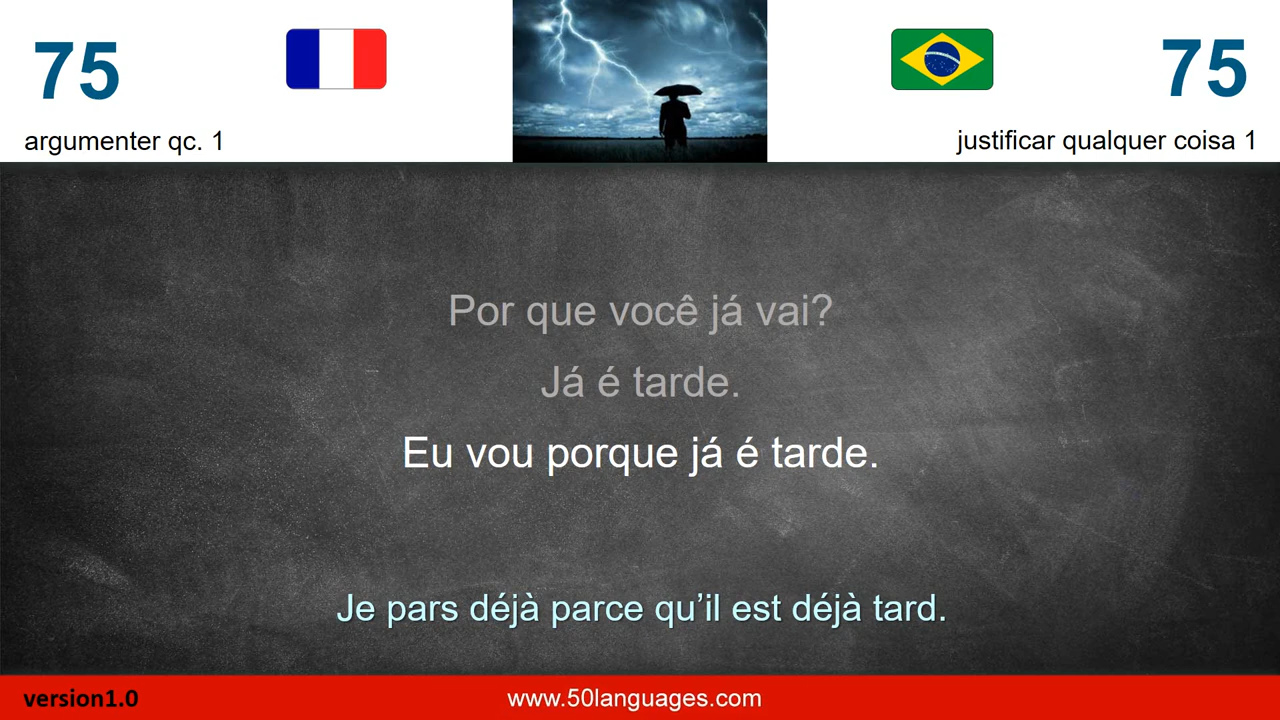 75
75
argumenter qc. 1
justificar qualquer coisa 1
Por que você já vai?
Já é tarde.
Eu vou porque já é tarde.
Je pars déjà parce qu’il est déjà tard.
version1.0
www.50languages.com